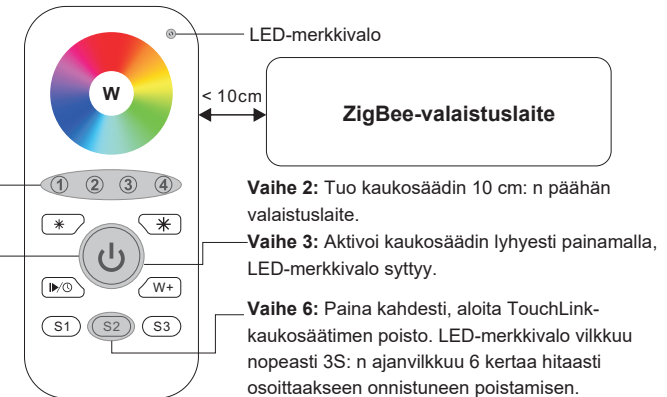 LED-merkkivalo
W
< 10cm
ZigBee-valaistuslaite
1 2 3 4
Vaihe 2: Tuo kaukosäädin 10 cm: n päähän
valaistuslaite.
Vaihe 3: Aktivoi kaukosäädin lyhyesti painamalla,
LED-merkkivalo syttyy.
W+
S1 S2 S3
Vaihe 6: Paina kahdesti, aloita TouchLink-
kaukosäätimen poisto. LED-merkkivalo vilkkuu
nopeasti 3S: n ajanvilkkuu 6 kertaa hitaasti
osoittaakseen onnistuneen poistamisen.